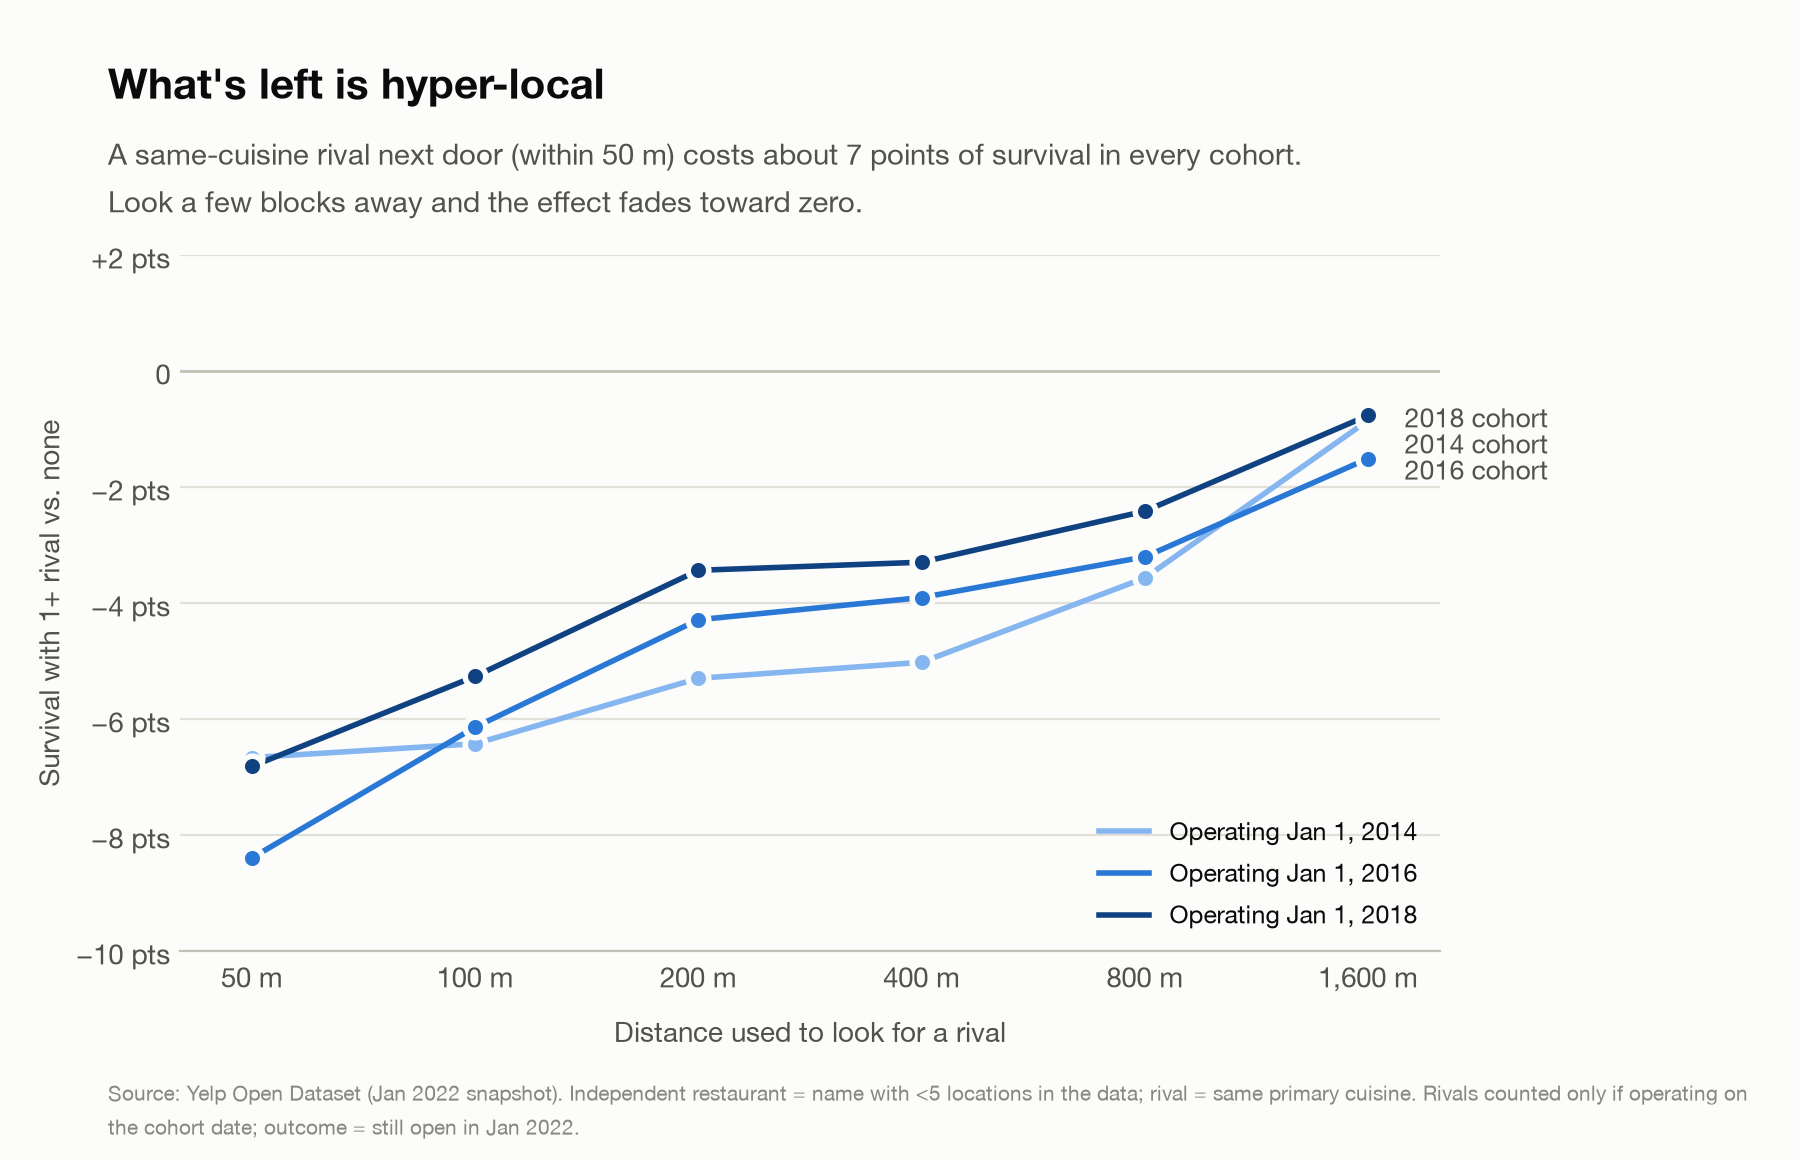 What's left is hyper-local
A same-cuisine rival next door (within 50 m) costs about 7 points of survival in every cohort.
Look a few blocks away and the effect fades toward zero.
+2 pts
0
−2 pts
−4 pts
−6 pts
−8 pts
−10 pts
Survival with 1+ rival vs. none
2018 cohort
2014 cohort
2016 cohort
Operating Jan 1, 2014
Operating Jan 1, 2016
Operating Jan 1, 2018
50 m
100 m
200 m
400 m
800 m
1,600 m
Distance used to look for a rival
Source: Yelp Open Dataset (Jan 2022 snapshot). Independent restaurant = name with <5 locations in the data; rival = same primary cuisine. Rivals counted only if operating on
the cohort date; outcome = still open in Jan 2022.